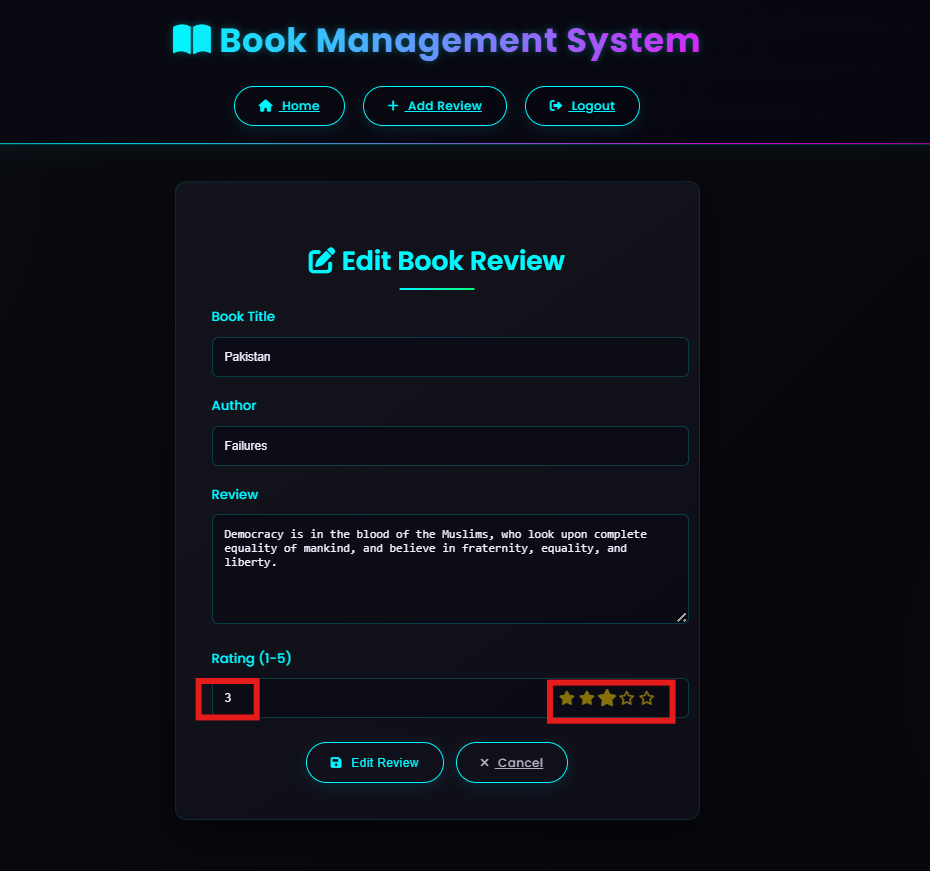 Book Management System
Home
Add Review
Logout
Edit Book Review
Book Title
Pakistan
Author
Failures
Review
Democracy is in the blood of the Muslims, who look upon complete
equality of mankind, and believe in fraternity, equality, and
liberty.
Rating (1-5)
3
Edit Review
Cancel